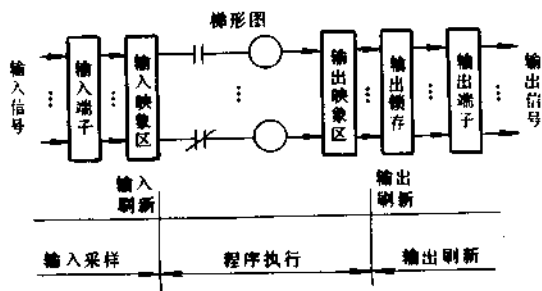 梯形图
输入信号
输入端子
输入映象区
输出映象区
输出锁存
输出端子
输出信号
输入刷新
输出刷新
输入采样
程序执行
输出刷新